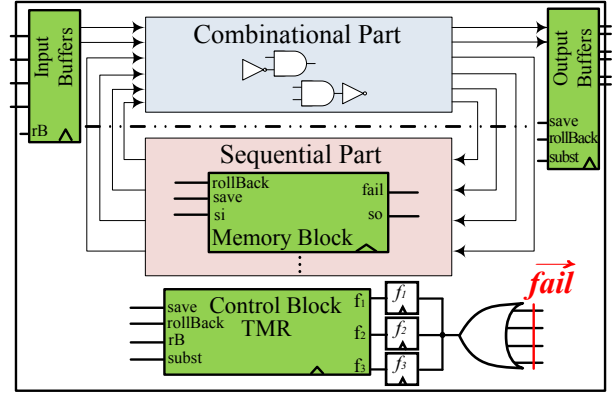 Input
Buffers
rB
Combinational Part
Output
Buffers
save
rollBack
subst
Sequential Part
rollBack
save
si
fail
so
Memory Block
Control Block
TMR
save
rollBack
rB
subst
f1
f2
f3
f1
f2
f3
fail